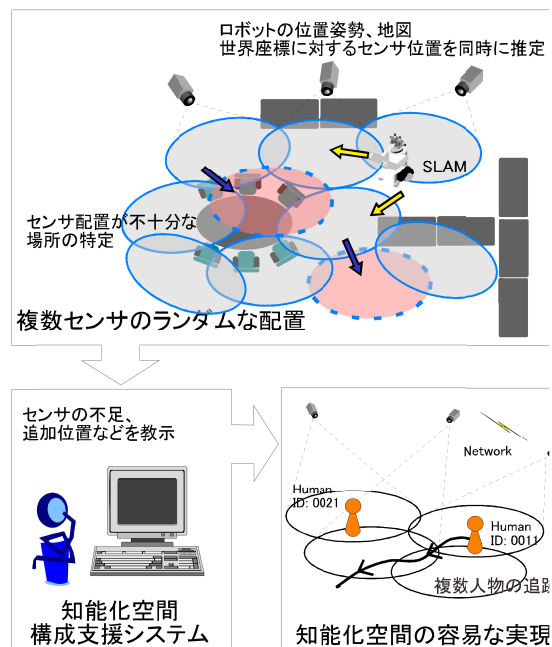 ロボットの位置姿勢、地図
世界座標に対するセンサ位置を同時に推定
SLAM
センサ配置が不十分な
場所の特定
複数センサのランダムな配置
センサの不足、
追加位置などを教示
知能化空間
構成支援システム
Network
Human
ID: 0021
Human
ID: 0011
複数人物の追跡
知能化空間の容易な実現